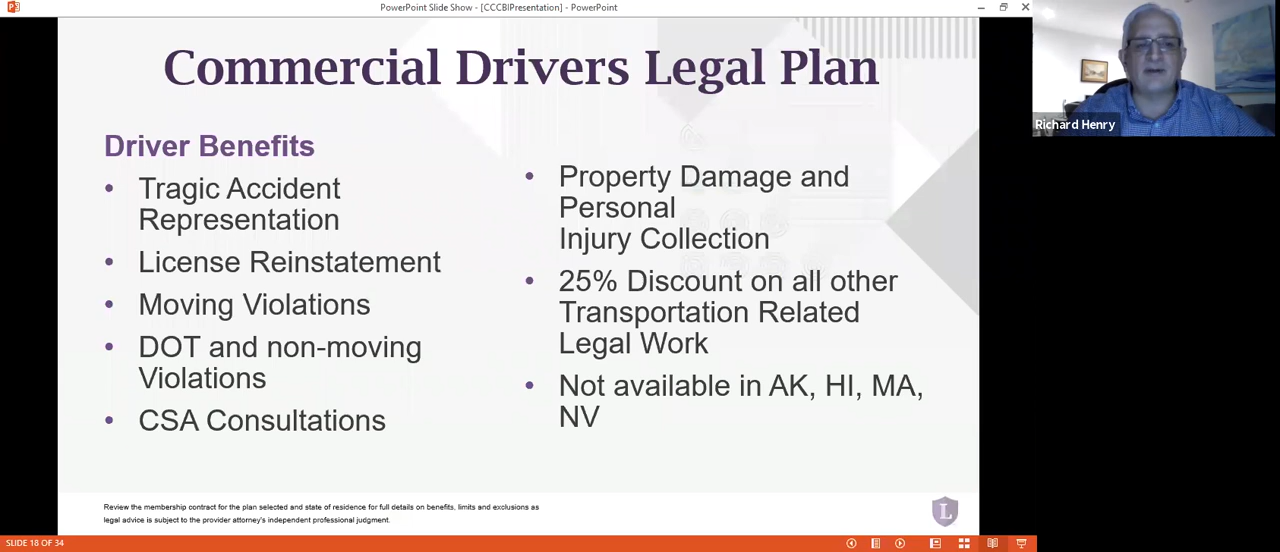 PowerPoint Slide Show - [CCCBIPresentation] - PowerPoint
Commercial Drivers Legal Plan
Driver Benefits
• Tragic Accident
Representation
• License Reinstatement
• Moving Violations
• DOT and non-moving
Violations
• CSA Consultations
• Property Damage and
Personal
Injury Collection
• 25% Discount on all other
Transportation Related
Legal Work
• Not available in AK, HI, MA,
NV
Review the membership contract for the plan selected and state of residence for full details on benefits, limits and exclusions as
legal advice is subject to the provider attorney's independent professional judgment.
L
SLIDE 18 OF 34
Richard Henry